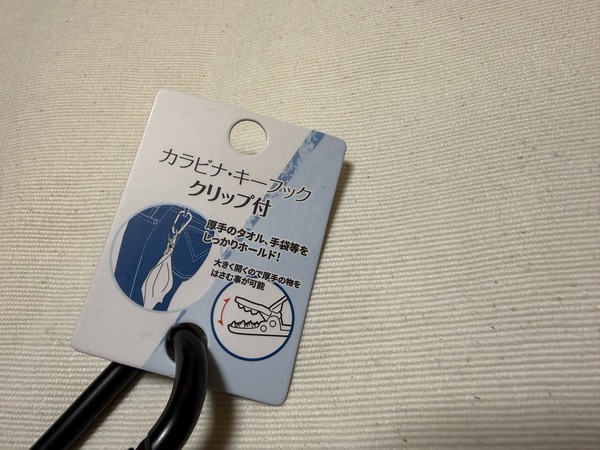 カラビナ・キーフック
クリップ付
厚手のタオル、手袋等を
しっかりホールド!
大きく開くので厚手の物を
はさむ事が可能